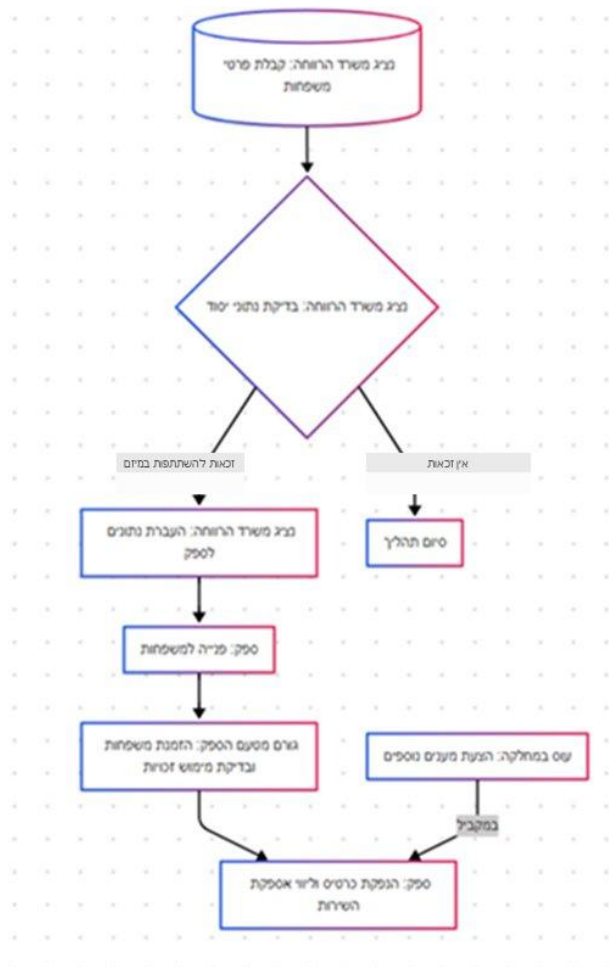 נציג משרד הרווחה: קבלת פרטי
משפחות
נציג משרד הרווחה: בדיקת נתוני יסוד
זכאות להשתתפות במיזם
אין זכאות
נציג משרד הרווחה: העברת נתונים
לספק
סיום תהליך
ספק: פנייה למשפחות
גורם מטעם הספק: הזמנת משפחות
ובדיקת מימוש זכויות
עוס במחלקה: הצעת מענים נוספים
במקביל
ספק: הנפקת כרטיס וליווי אספקת
השירות